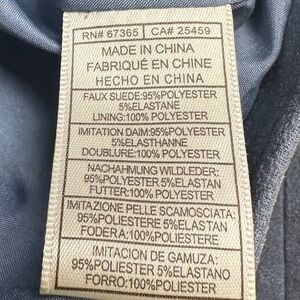 RN# 67365 CA# 25459
MADE IN CHINA
FABRIQUÉ EN CHINE
HECHO EN CHINA
FAUX SUEDE:95%POLYESTER
5%ELASTANE
LINING:100% POLYESTER
IMITATION DAIM:95%POLYESTER
5%ELASTHANNE
DOUBLURE:100% POLYESTER
NACHAHMUNG WILDLEDER:
95%POLYESTER 5%ELASTAN
FUTTER:100% POLYESTER
IMITAZIONE PELLE SCAMOSCIATA:
95%POLIESTERE 5%ELASTAN
FODERA:100%POLIESTERE
IMITACION DE GAMUZA:
95%POLIESTER 5%ELASTANO
FORRO:100%POLIESTER